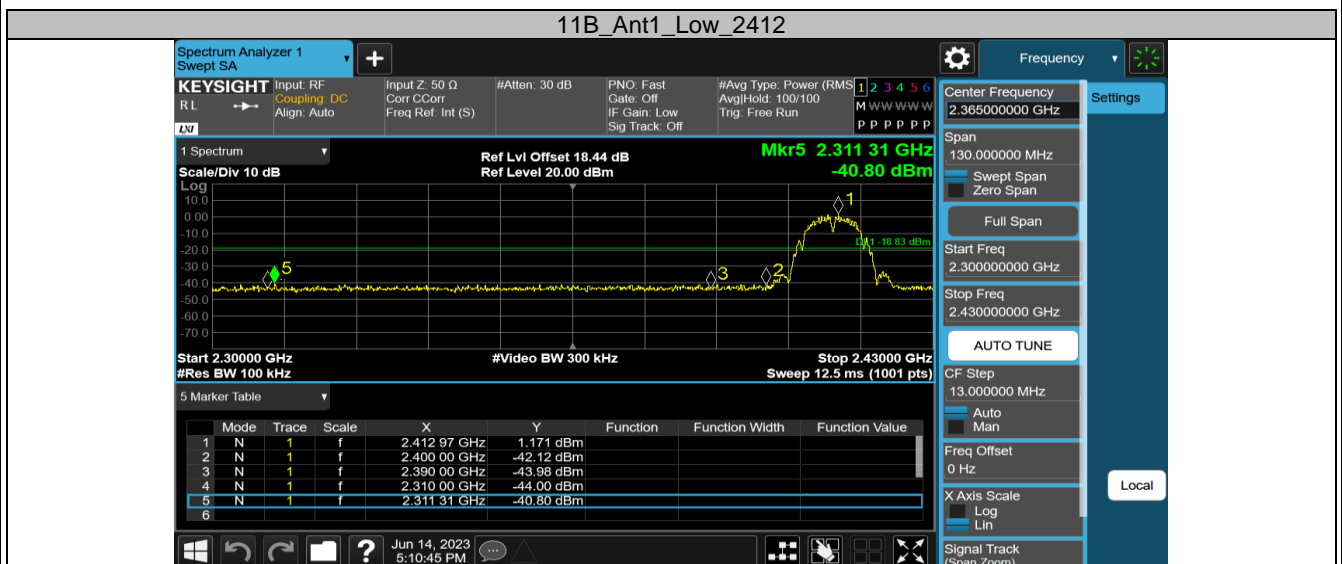 11B_Ant1_Low_2412
Spectrum Analyzer 1
Swept SA
Frequency
KEYSIGHT
R L
LXI
Input: RF
Coupling: DC
Align: Auto
Input Z: 50 Ω
Corr CCorr
Freq Ref: Int (S)
#Atten: 30 dB
PNO: Fast
Gate: Off
IF Gain: Low
Sig Track: Off
#Avg Type: Power (RMS
Avg|Hold: 100/100
Trig: Free Run
1 2 3 4 5 6
M W W W W W
P P P P P P
1 Spectrum
Scale/Div 10 dB
Ref Lvl Offset 18.44 dB
Ref Level 20.00 dBm
Mkr5 2.311 31 GHz
-40.80 dBm
Log
10.0
0.00
-10.0
-20.0
-30.0
-40.0
-50.0
-60.0
-70.0
1
DL1 -18.83 dBm
5
3
2
Start 2.30000 GHz
#Video BW 300 kHz
Stop 2.43000 GHz
#Res BW 100 kHz
Sweep 12.5 ms (1001 pts)
5 Marker Table
Mode Trace Scale X Y Function Function Width Function Value
1 N 1 f 2.412 97 GHz 1.171 dBm
2 N 1 f 2.400 00 GHz -42.12 dBm
3 N 1 f 2.390 00 GHz -43.98 dBm
4 N 1 f 2.310 00 GHz -44.00 dBm
5 N 1 f 2.311 31 GHz -40.80 dBm
6
Jun 14, 2023
5:10:45 PM
Center Frequency
2.365000000 GHz
Settings
Span
130.000000 MHz
Swept Span
Zero Span
Full Span
Start Freq
2.300000000 GHz
Stop Freq
2.430000000 GHz
AUTO TUNE
CF Step
13.000000 MHz
Auto
Man
Freq Offset
0 Hz
X Axis Scale
Log
Lin
Local
Signal Track
(Span Zoom)